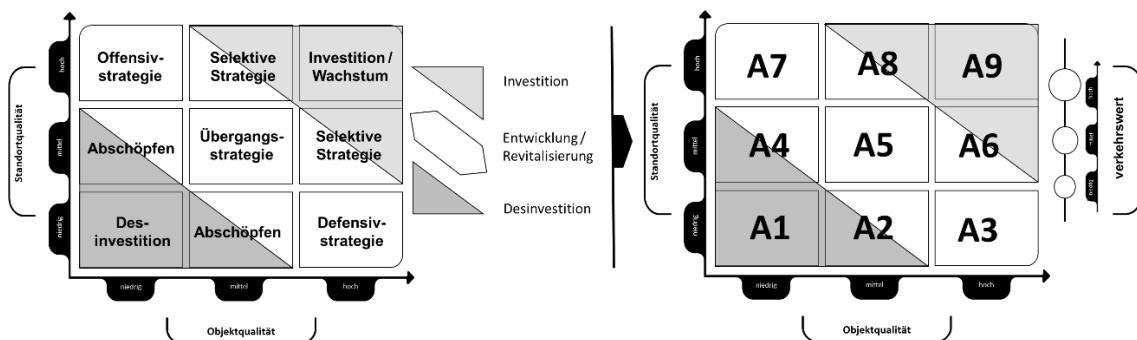 Standortqualität
hoch
mittel
niedrig
Offensiv-
strategie
Selektive
Strategie
Investition /
Wachstum
Abschöpfen
Übergangs-
strategie
Selektive
Strategie
Des-
investition
Abschöpfen
Defensiv-
strategie
niedrig
mittel
hoch
Objektqualität
Investition
Entwicklung /
Revitalisierung
Desinvestition
Standortqualität
hoch
mittel
niedrig
A7
A8
A9
A4
A5
A6
A1
A2
A3
niedrig
mittel
hoch
Objektqualität
hoch
mittel
niedrig
verkehrswert